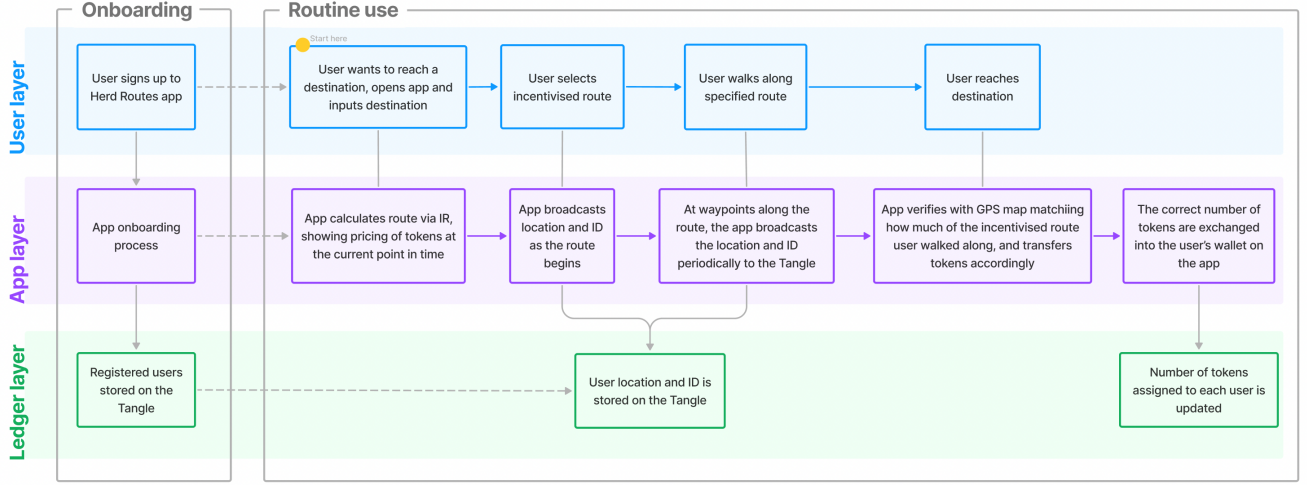 Onboarding
Routine use
User layer
User signs up to
Herd Routes app
Start here
User wants to reach a
destination, opens app and
inputs destination
User selects
incentivised route
User walks along
specified route
User reaches
destination
App layer
App onboarding
process
App calculates route via IR,
showing pricing of tokens at
the current point in time
App broadcasts
location and ID
as the route
begins
At waypoints along the
route, the app broadcasts
the location and ID
periodically to the Tangle
App verifies with GPS map matchiing
how much of the incentivised route
user walked along, and transfers
tokens accordingly
The correct number of
tokens are exchanged
into the user's wallet on
the app
Ledger layer
Registered users
stored on the
Tangle
User location and ID is
stored on the Tangle
Number of tokens
assigned to each user is
updated